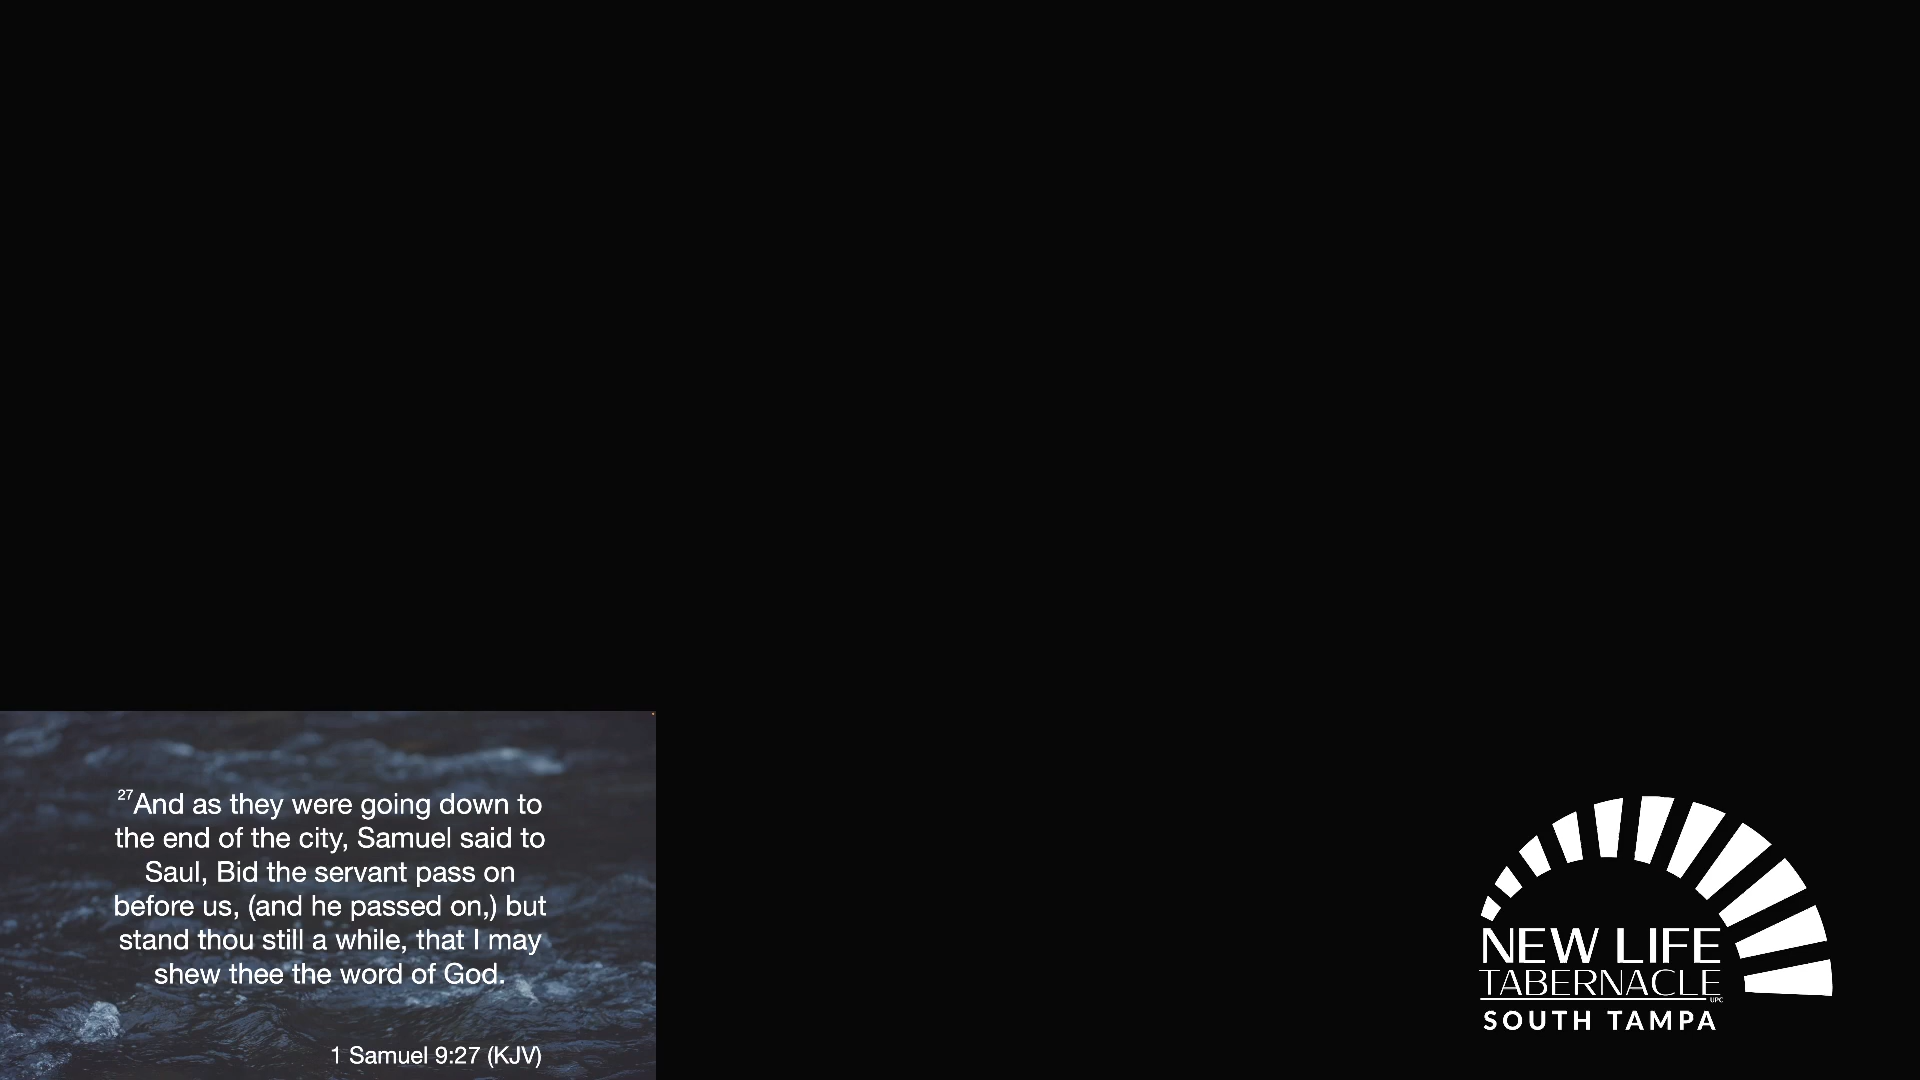 27And as they were going down to
the end of the city, Samuel said to
Saul, Bid the servant pass on
before us, (and he passed on,) but
stand thou still a while, that I may
shew thee the word of God.
1 Samuel 9:27 (KJV)
NEW LIFE
TABERNACLE
UPC
SOUTH TAMPA